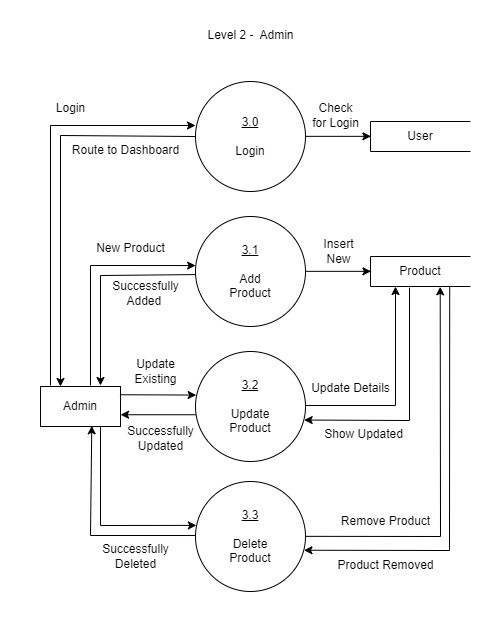 Level 2 - Admin
Login
Check
for Login
3.0
Login
User
Route to Dashboard
New Product
Insert
New
3.1
Add
Product
Product
Successfully
Added
Update
Existing
3.2
Update
Product
Update Details
Admin
Successfully
Updated
Show Updated
3.3
Delete
Product
Remove Product
Successfully
Deleted
Product Removed